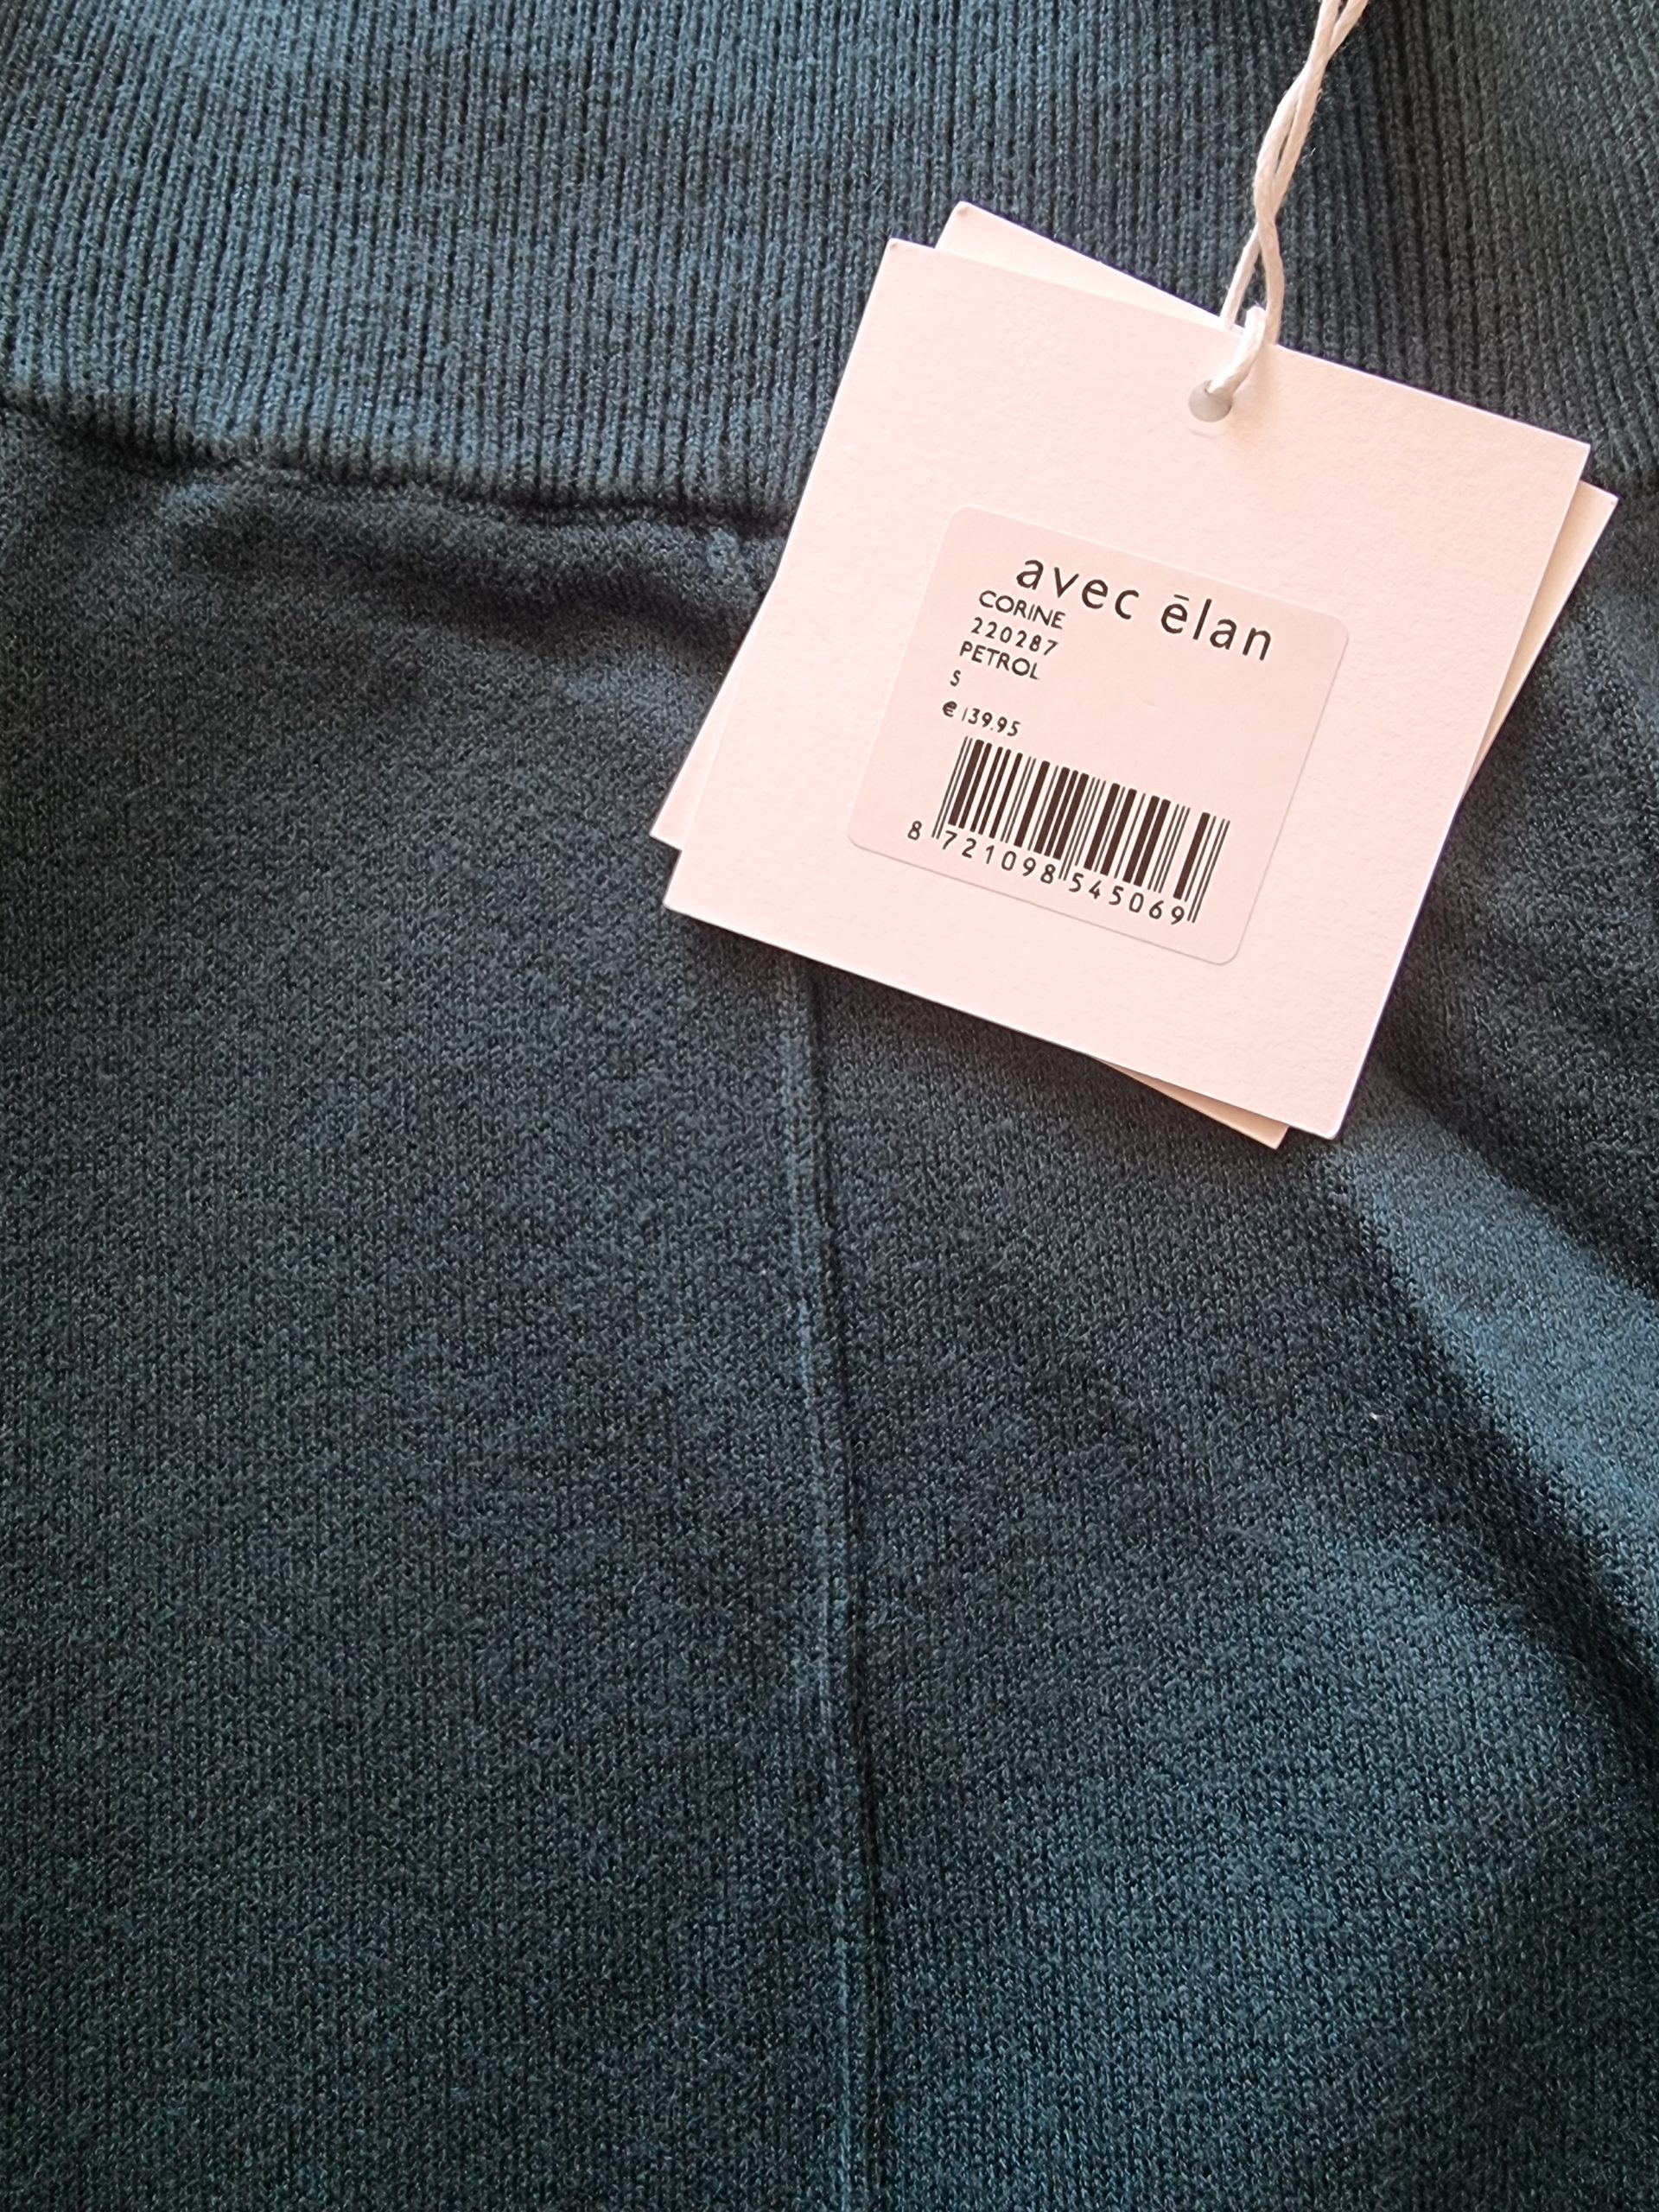 avec ēlan
CORINE
220287
PETROL
S
€ 139.95
8 721098 545069